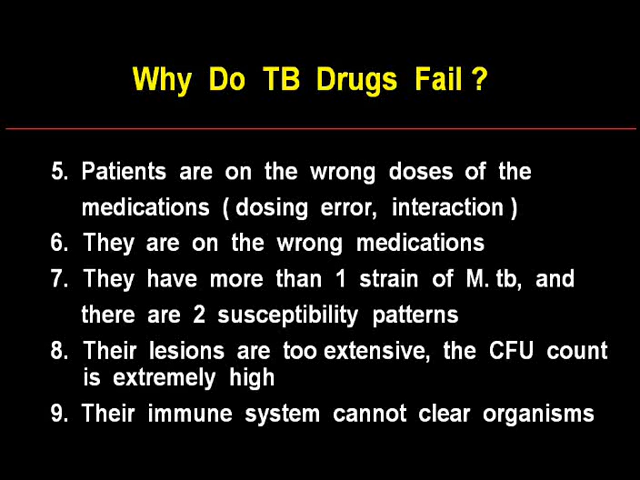 Why Do TB Drugs Fail ?
5. Patients are on the wrong doses of the
medications ( dosing error, interaction )
6. They are on the wrong medications
7. They have more than 1 strain of M. tb, and
there are 2 susceptibility patterns
8. Their lesions are too extensive, the CFU count
is extremely high
9. Their immune system cannot clear organisms